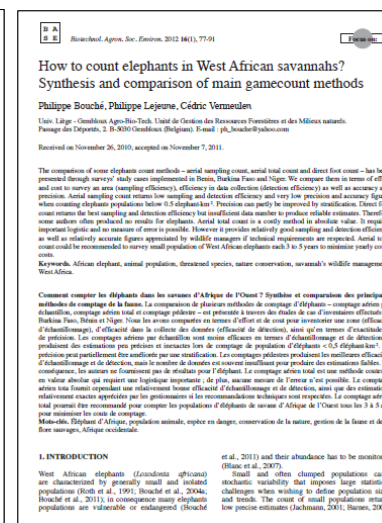 B A
S E
Biotechnol. Agron. Soc. Environ. 2012 16(1), 77-91
Focus on:
How to count elephants in West African savannahs?
Synthesis and comparison of main gamecount methods
Philippe Bouché, Philippe Lejeune, Cédric Vermeulen
Univ. Liège - Gembloux Agro-Bio-Tech. Unité de Gestion des Ressources Forestières et des Milieux naturels.
Passage des Déportés, 2. B-5030 Gembloux (Belgium). E-mail : ph_bouche@yahoo.com
Received on November 26, 2010; accepted on November 7, 2011.
The comparison of some elephants count methods – aerial sampling count, aerial total count and direct foot count – has be
presented through surveys' study cases implemented in Benin, Burkina Faso and Niger. We compare them in terms of eff
and cost to survey an area (sampling efficiency), efficiency in data collection (detection efficiency) as well as accuracy a
precision. Aerial sampling count returns low sampling and detection efficiency and very low precision and accuracy figu
when counting elephants populations below 0.5 elephant·km². Precision can partly be improved by stratification. Direct f
count returns the best sampling and detection efficiency but insufficient data number to produce reliable estimates. Theref
some authors often produced no results for elephants. Aerial total count is a costly method in absolute value. It requi
important logistic and no measure of error is possible. However it provides relatively good sampling and detection efficien
as well as relatively accurate figures appreciated by wildlife managers if technical requirements are respected. Aerial to
count could be recommended to survey small population of West African elephants each 3 to 5 years to minimise yearly co
costs.
Keywords. African elephant, animal population, threatened species, nature conservation, savannah's wildlife manageme
West Africa.
Comment compter les éléphants dans les savanes d'Afrique de l'Ouest ? Synthèse et comparaison des principa
méthodes de comptage de la faune. La comparaison de plusieurs méthodes de comptage d'éléphants – comptage aérien
échantillon, comptage aérien total et comptage pédestre – est présentée à travers des études de cas d'inventaires effectués
Burkina Faso, Bénin et Niger. Nous les avons comparées en termes d'effort et de coût pour inventorier une zone (efficac
d'échantillonnage), d'efficacité dans la collecte des données (efficacité de détection), ainsi qu'en termes d'exactitude
de précision. Les comptages aériens par échantillon sont moins efficaces en termes d'échantillonnage et de détection
produisent des estimations peu précises et inexactes lors de comptage de population d'éléphants < 0,5 éléphant·km².
précision peut partiellement être améliorée par une stratification. Les comptages pédestres produisent les meilleures efficac
d'échantillonnage et de détection, mais le nombre de données est souvent insuffisant pour produire des estimations fiables.
conséquence, les auteurs ne fournissent pas de résultats pour l'éléphant. Le comptage aérien total est une méthode couteu
en valeur absolue qui requiert une logistique importante ; de plus, aucune mesure de l'erreur n'est possible. Le compta
aérien total fournit cependant une relativement bonne efficacité d'échantillonnage et de détection, ainsi que des estimati
relativement exactes appréciées par les gestionnaires si les recommandations techniques sont respectées. Le comptage aér
total pourrait être recommandé pour compter les populations d'éléphants de savane d'Afrique de l'Ouest tous les 3 à 5
pour minimiser les coûts de comptage.
Mots-clés. Éléphant d'Afrique, population animale, espèce en danger, conservation de la nature, gestion de la faune et de
flore sauvages, Afrique occidentale.
1. INTRODUCTION
West African elephants (Loxodonta africana)
are characterized by generally small and isolated
populations (Roth et al., 1991; Bouché et al., 2004a;
Bouché et al., 2011); in consequence many elephants
populations are vulnerable or endangered (Bouché
et al., 2011) and their abundance has to be monitor
(Blanc et al., 2007).
Small and often clumped populations cau
stochastic variability that imposes large statistic
challenges when wishing to define population siz
and trends. The count of small populations retur
low precise estimates (Jachmann, 2001; Barnes, 200